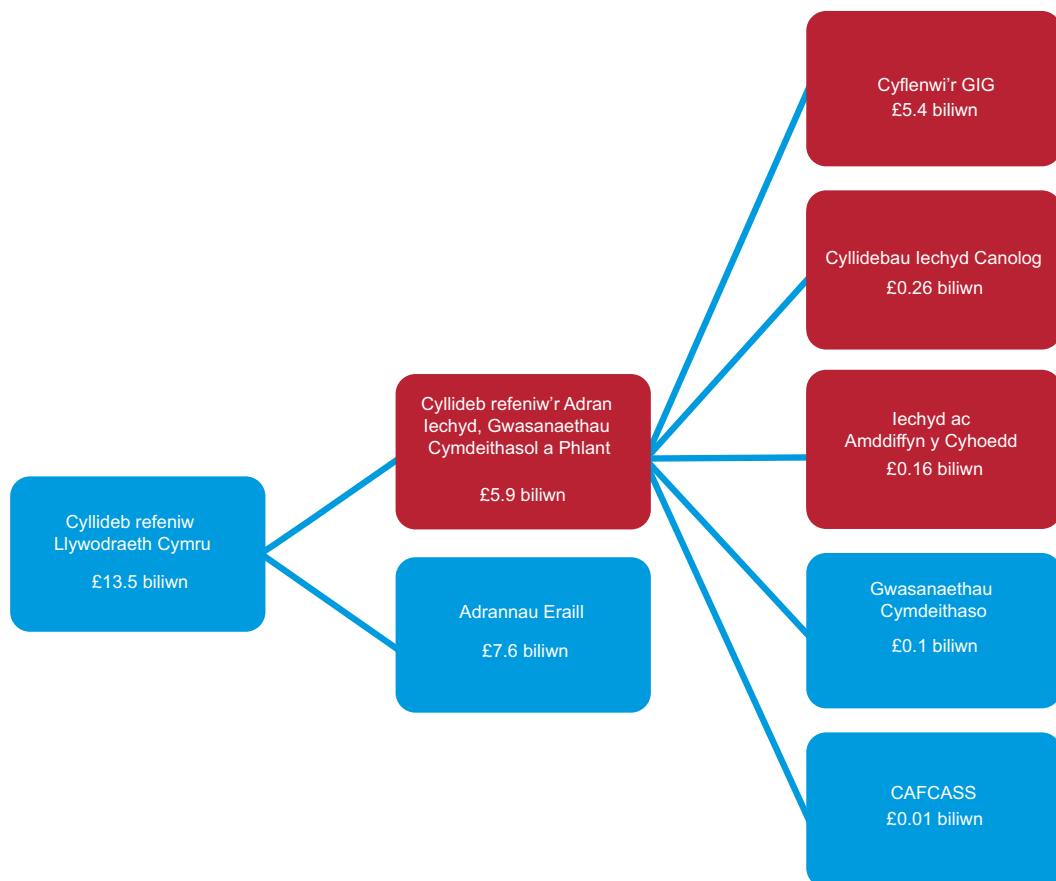 Cyllideb refeniw
Llywodraeth Cymru
£13.5 biliwn
Cyllideb refeniw'r Adran
Iechyd, Gwasanaethau
Cymdeithasol a Phlant
£5.9 biliwn
Adrannau Eraill
£7.6 biliwn
Cyflenwi'r GIG
£5.4 biliwn
Cyllidebau Iechyd Canolog
£0.26 biliwn
Iechyd ac
Amddiffyn y Cyhoedd
£0.16 biliwn
Gwasanaethau
Cymdeithaso
£0.1 biliwn
CAFCASS
£0.01 biliwn